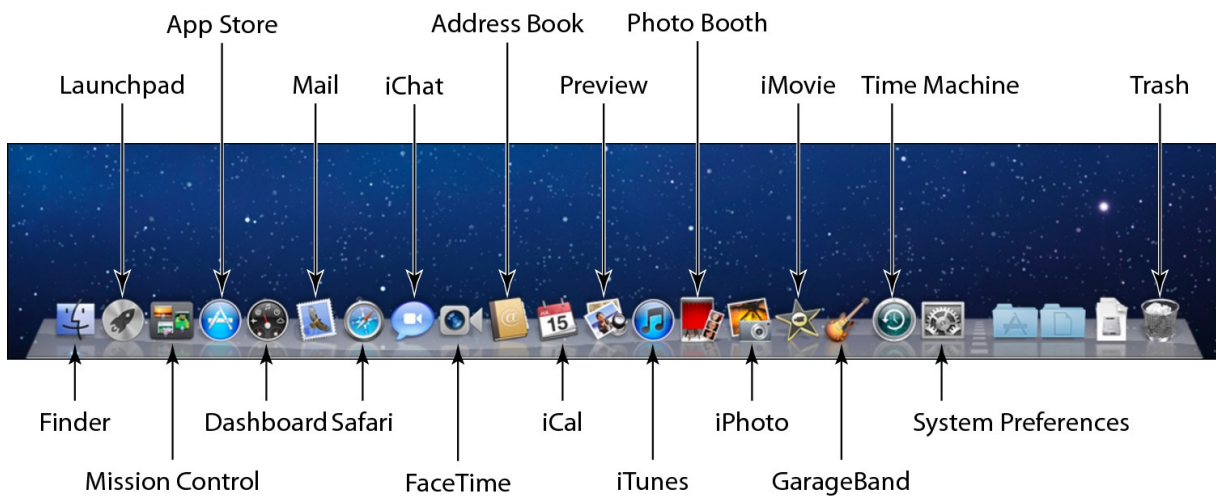 App Store
Address Book
Photo Booth
Launchpad
Mail
iChat
Preview
iMovie
Time Machine
Trash
15
Finder
Dashboard
Safari
iCal
iPhoto
System Preferences
Mission Control
FaceTime
iTunes
GarageBand